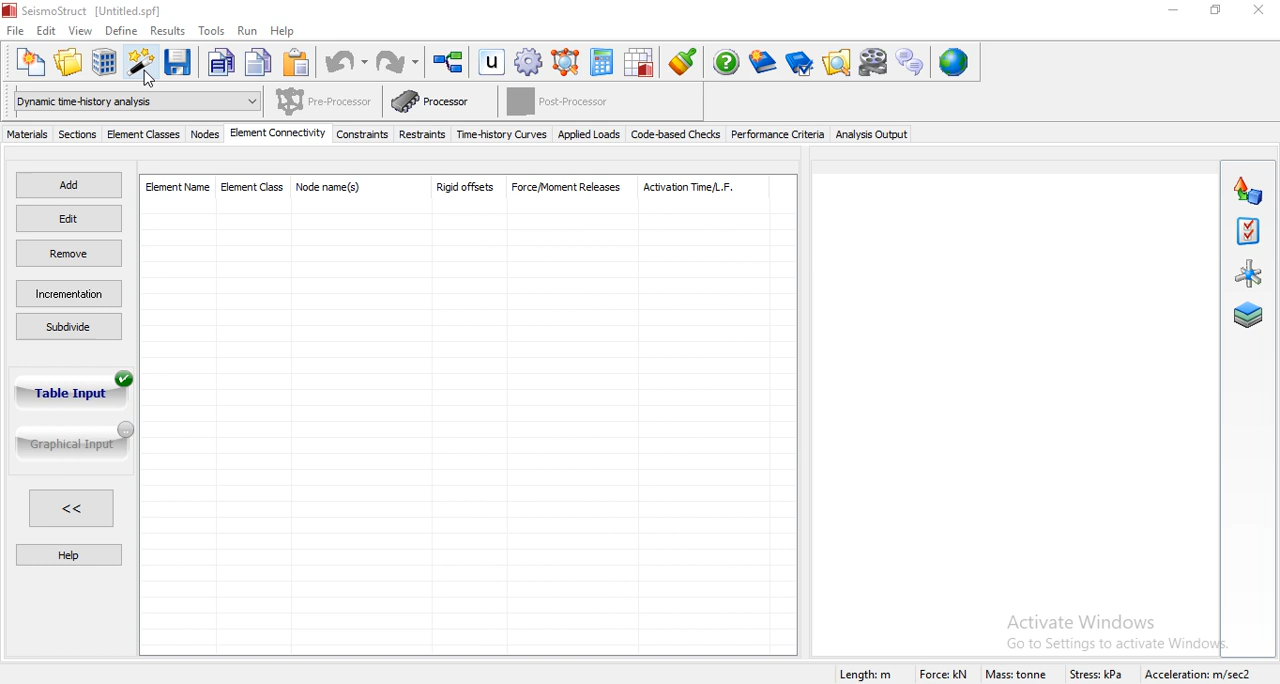 SeismoStruct [Untitled.spf]
File Edit View Define Results Tools Run Help
u
Dynamic time-history analysis Pre-Processor Processor Post-Processor
Materials Sections Element Classes Nodes Element Connectivity Constraints Restraints Time-history Curves Applied Loads Code-based Checks Performance Criteria Analysis Output
Add
Edit
Remove
Incrementation
Subdivide
Table Input
Graphical Input
<<
Help
Element Name Element Class Node name(s) Rigid offsets Force/Moment Releases Activation Time/L.F.
Activate Windows
Go to Settings to activate Windows.
Length: m Force: kN Mass: tonne Stress: kPa Acceleration: m/sec2